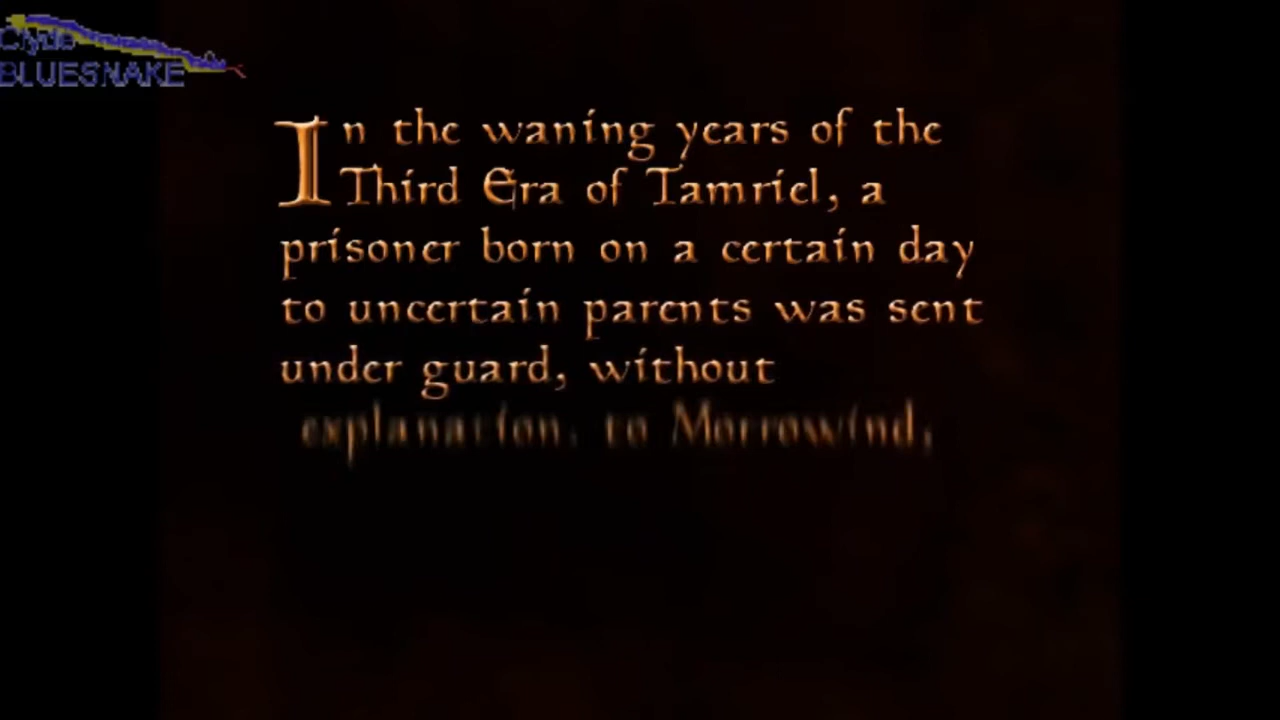 Clyde
BLUESNAKE
In the waning years of the
Third Era of Tamriel, a
prisoner born on a certain day
to uncertain parents was sent
under guard, without
explanation, to Morrowind,